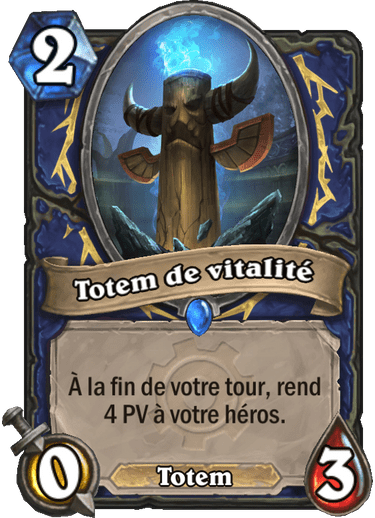 2
Totem de vitalité
À la fin de votre tour, rend
4 PV à votre héros.
0
Totem
3